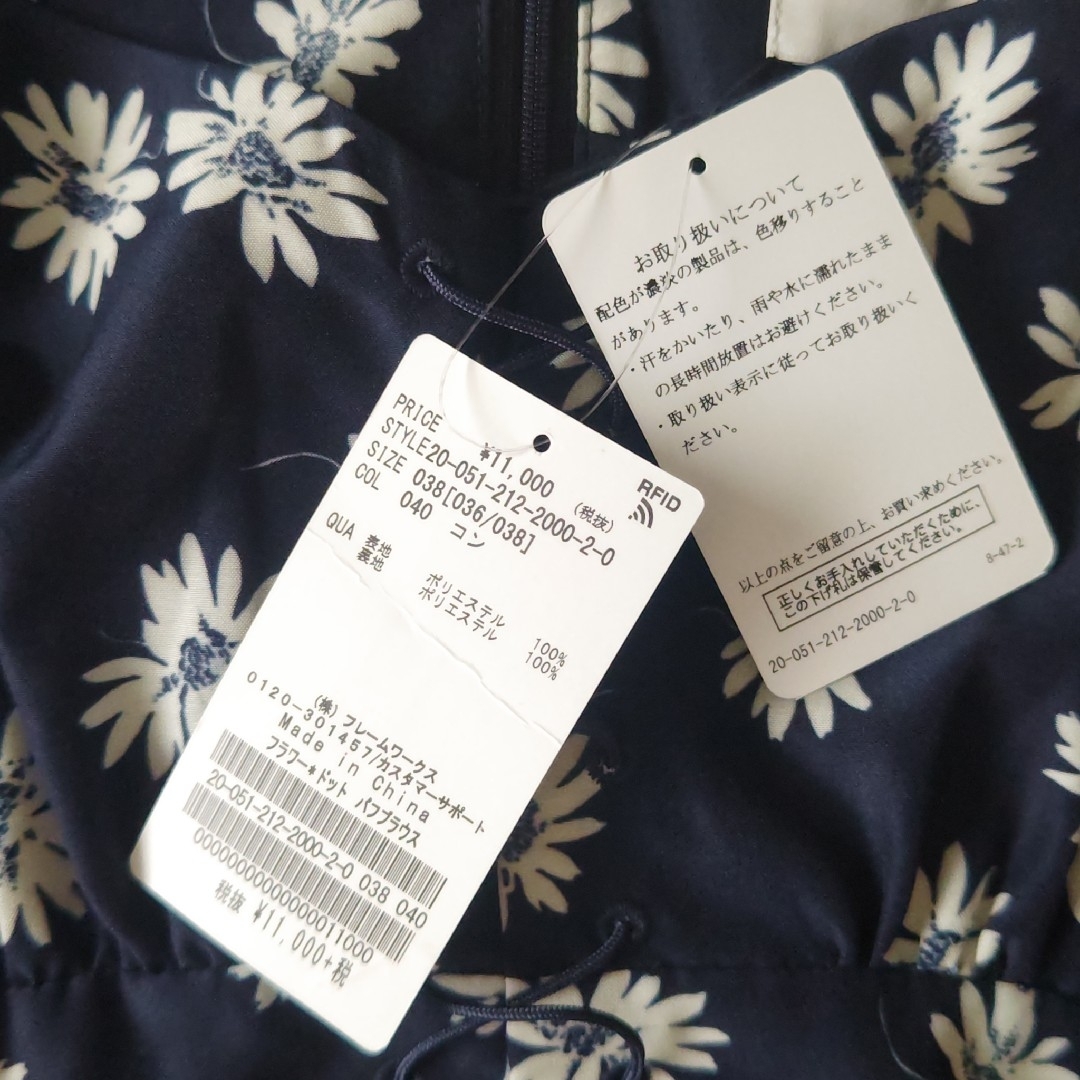 PRICE ¥11,000 (税抜)
STYLE20-051-212-2000-2-0
SIZE 038[036/038]
COL 040 コン
QUA 表地 ポリエステル 100%
裏地 ポリエステル 100%
RFID
(株)フレームワークス
0120-301457/カスタマーサポート
Made in China
フラワー*ドット パフブラウス
20-051-212-2000-2-0 038 040
税抜 ¥11,000+税
お取り扱いについて
配色が濃淡の製品は、色移りすること
があります。
・汗をかいたり、雨や水に濡れたまま
の長時間放置はお避けください。
・取り扱い表示に従ってお取り扱いく
ださい。
以上の点をご留意の上、お買い求めください。
正しくお手入れしていただくために、
この下げ札は保管してください。
8-47-2
20-051-212-2000-2-0